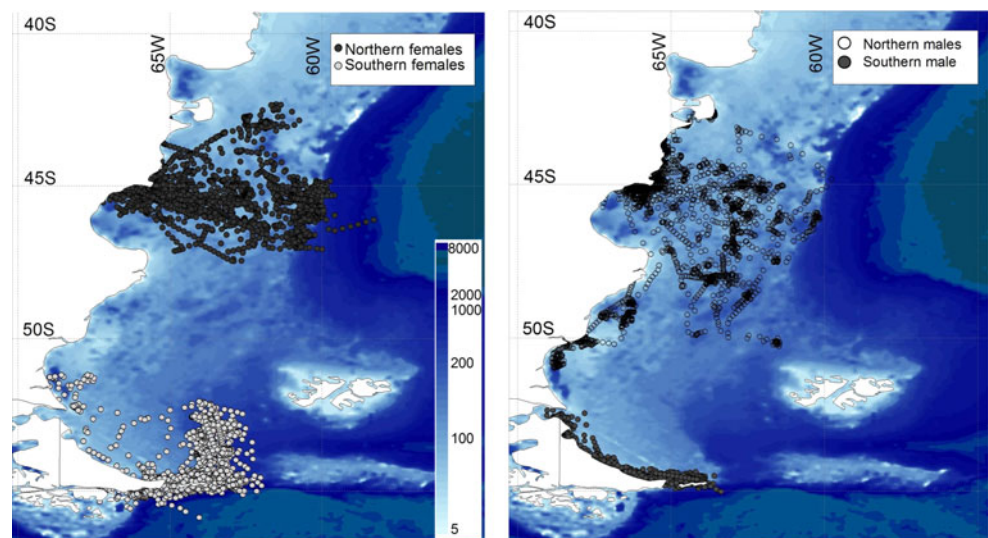 40S
65W
60W
Northern females
Southern females
45S
50S
8000
2000
1000
200
100
5
40S
65W
60W
Northern males
Southern male
45S
50S